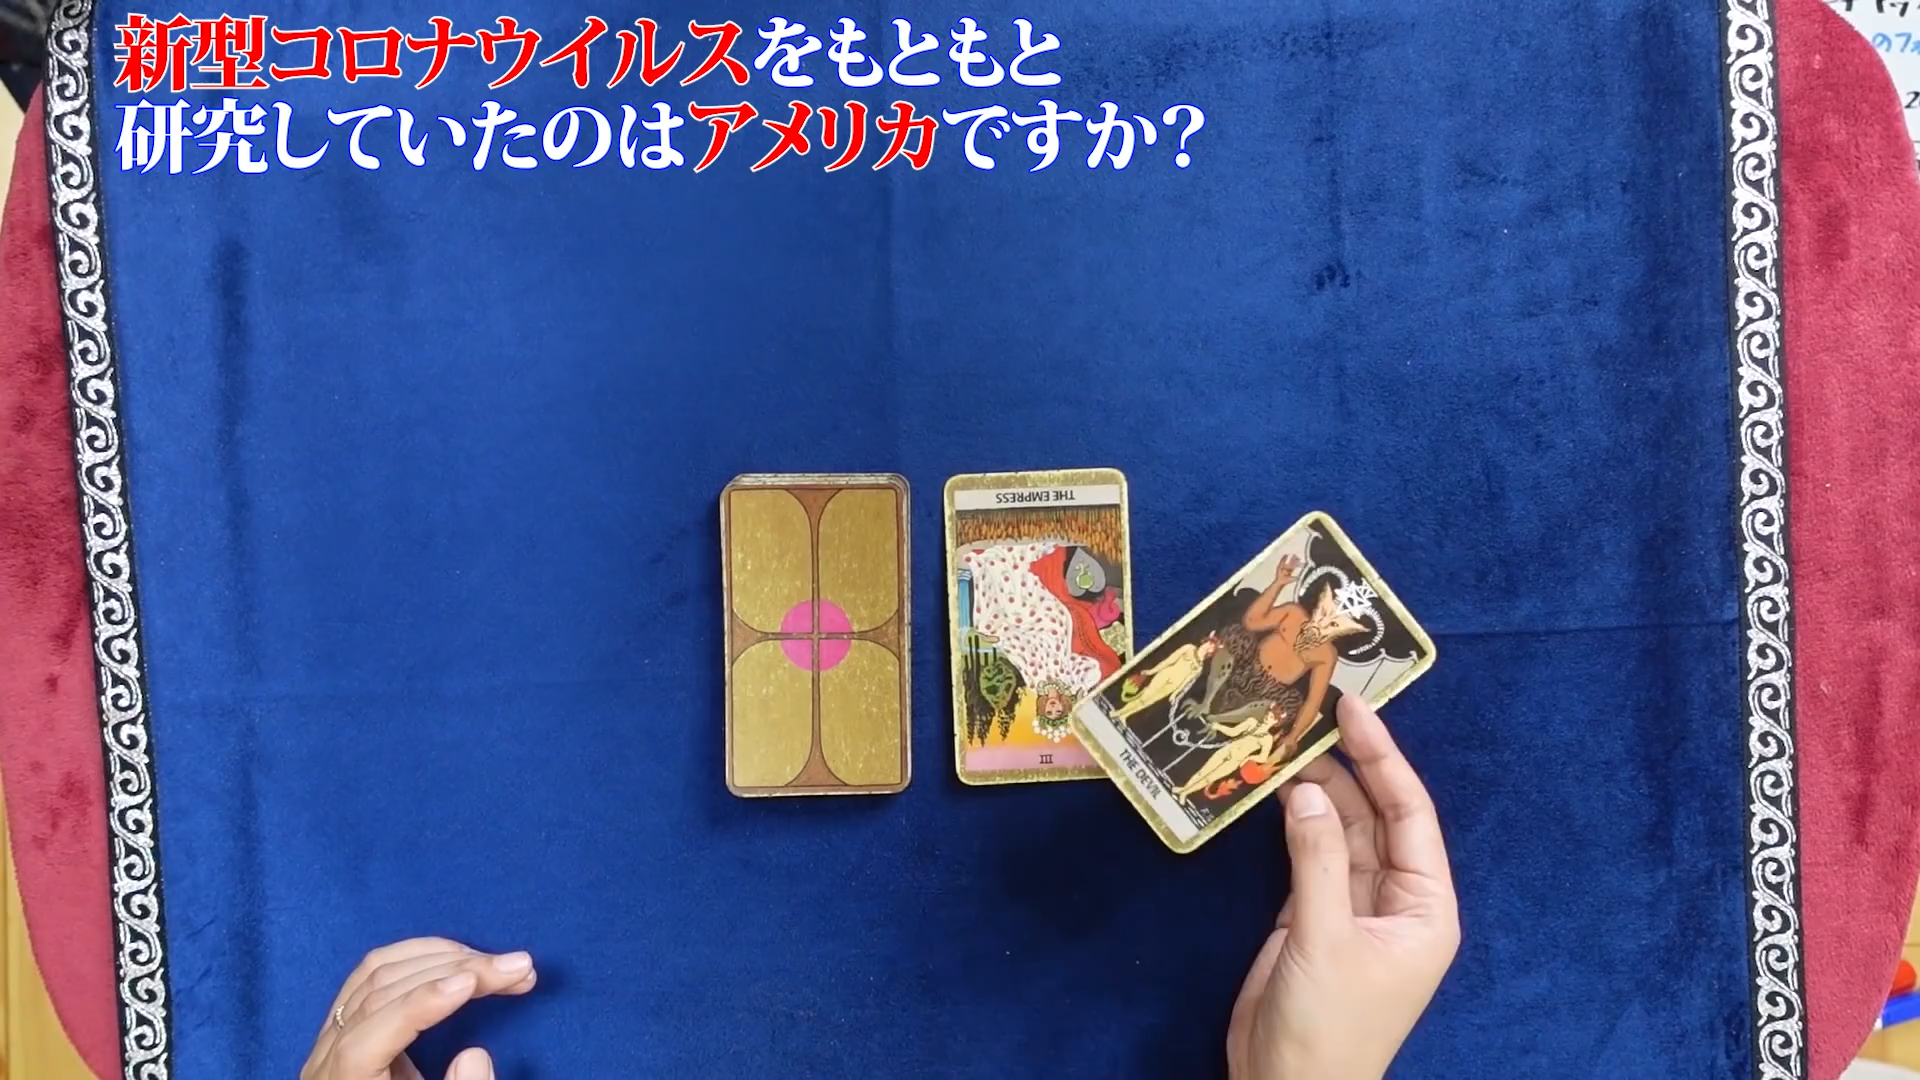 新型コロナウイルスをもともと
研究していたのはアメリカですか?
THE EMPRESS
III
THE DEVIL